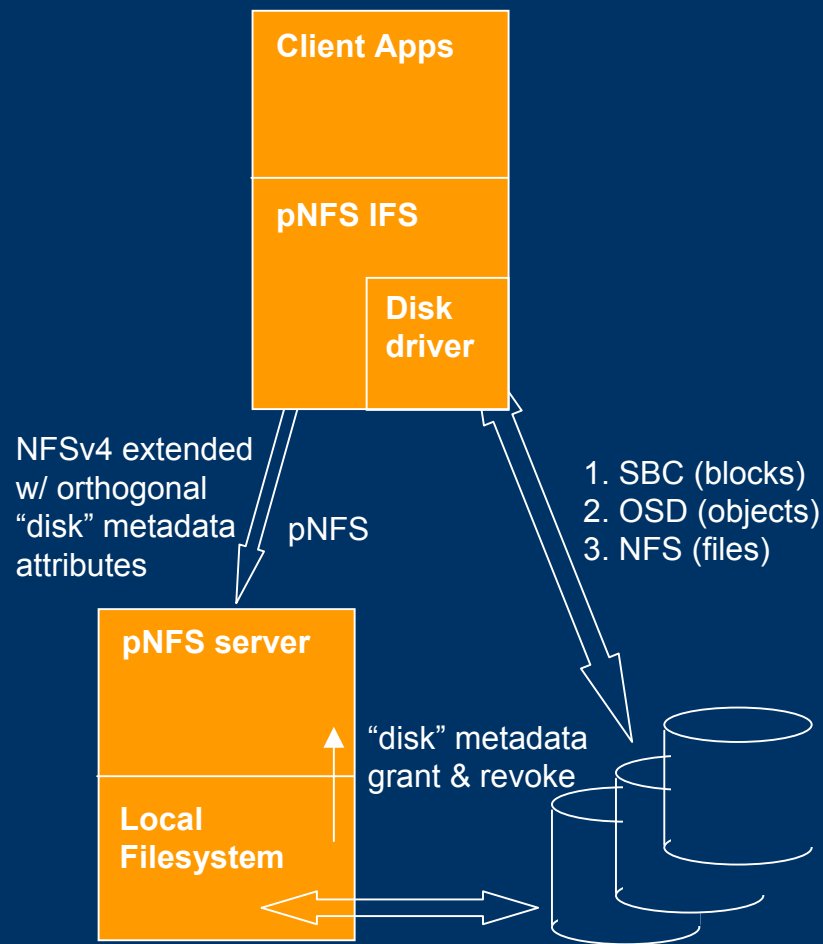 Client Apps
pNFS IFS
Disk
driver
NFSv4 extended
w/ orthogonal
“disk” metadata
attributes
pNFS
1. SBC (blocks)
2. OSD (objects)
3. NFS (files)
pNFS server
“disk” metadata
grant & revoke
Local
Filesystem